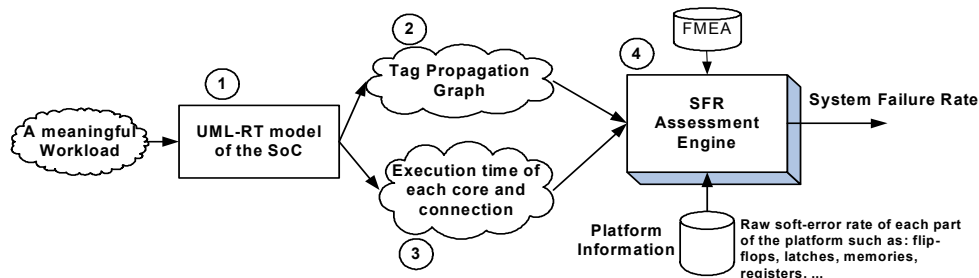 FMEA
2
4
Tag Propagation
Graph
1
SFR
Assessment
Engine
System Failure Rate
A meaningful
Workload
UML-RT model
of the SoC
Execution time of
each core and
connection
3
Platform
Information
Raw soft-error rate of each part
of the platform such as: flip-
flops, latches, memories,
registers, ...